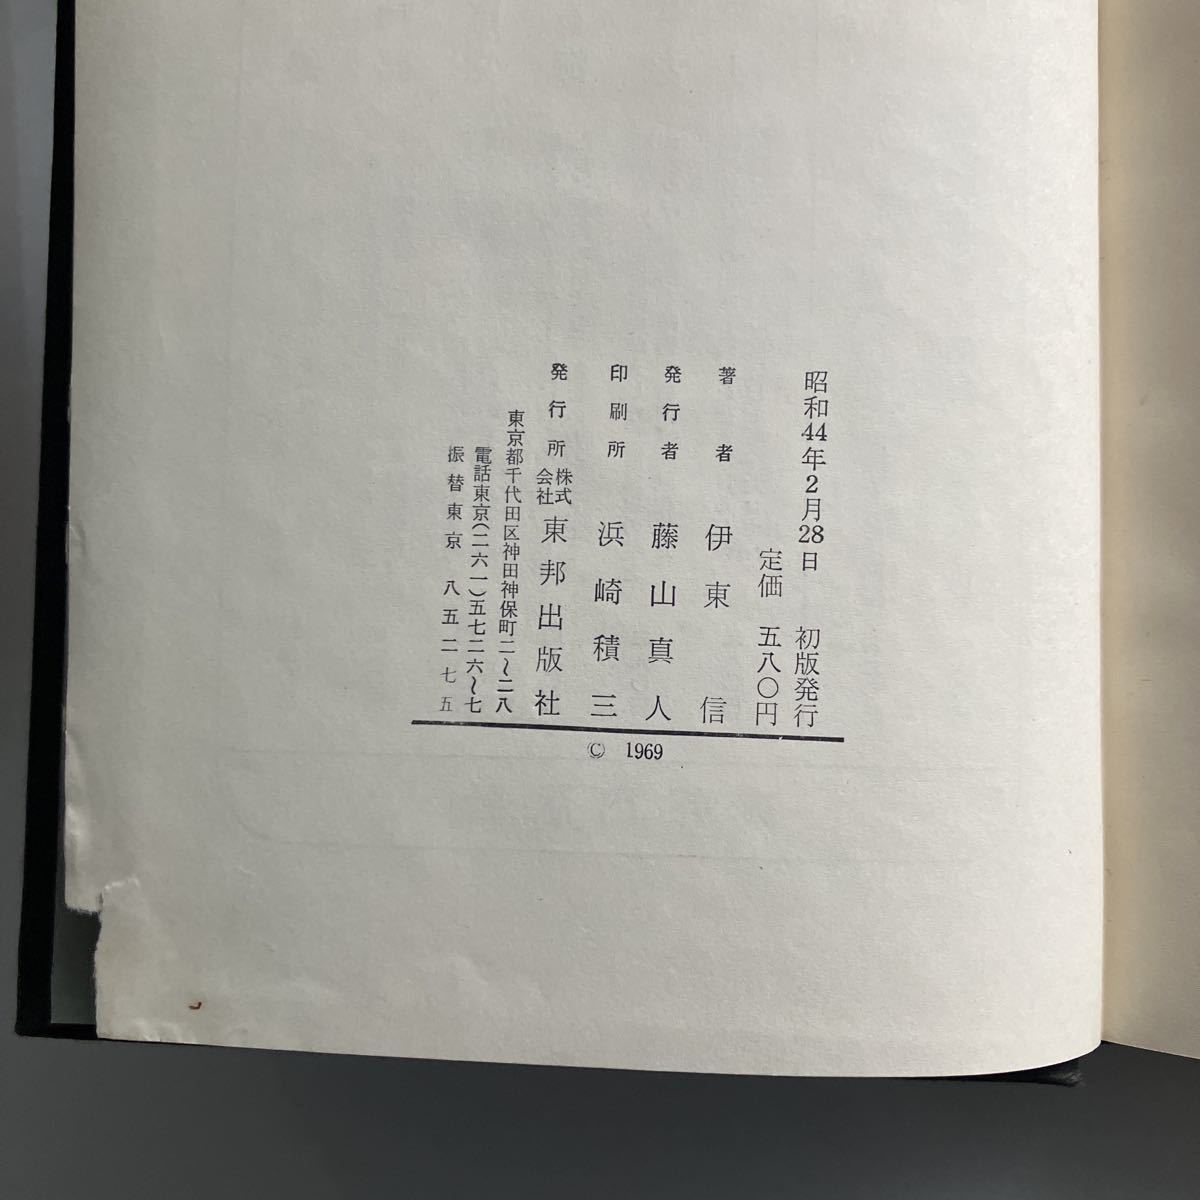 昭和44年2月28日 初版発行
定価 五八〇円
著者 伊東信
発行者 藤山真人
印刷所 浜崎積三
発行所 株式会社 東邦出版社
東京都千代田区神田神保町二〜二八
電話東京(二六一)五七二六〜七
振替東京 八五二七五
© 1969